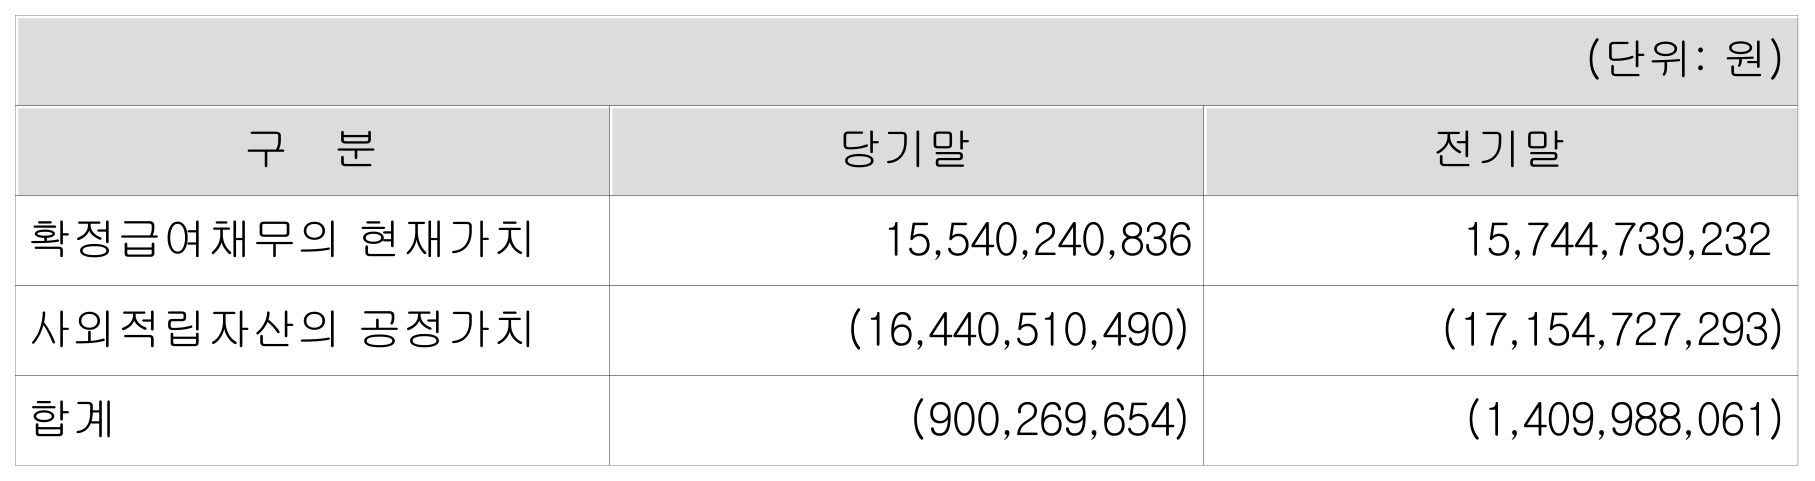 (단위: 원)
구 분 당기말 전기말
확정급여채무의 현재가치 15,540,240,836 15,744,739,232
사외적립자산의 공정가치 (16,440,510,490) (17,154,727,293)
합계 (900,269,654) (1,409,988,061)